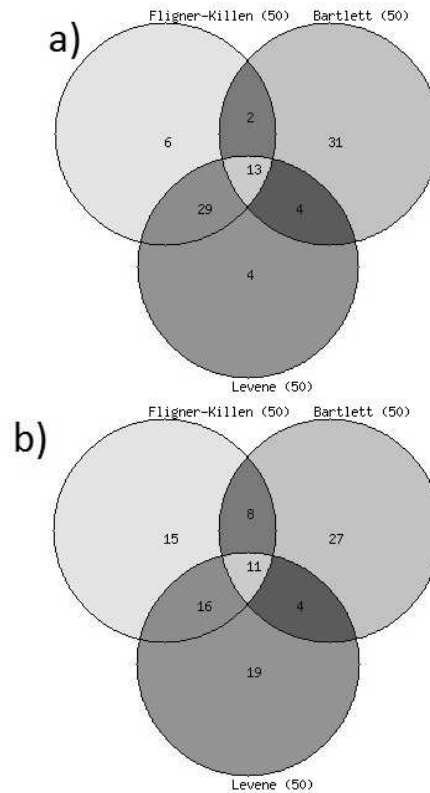 a)
Fligner-Killen (50) Bartlett (50)
2
6 31
13
29 4
4
Levene (50)
b)
Fligner-Killen (50) Bartlett (50)
8
15 27
11
16 4
19
Levene (50)